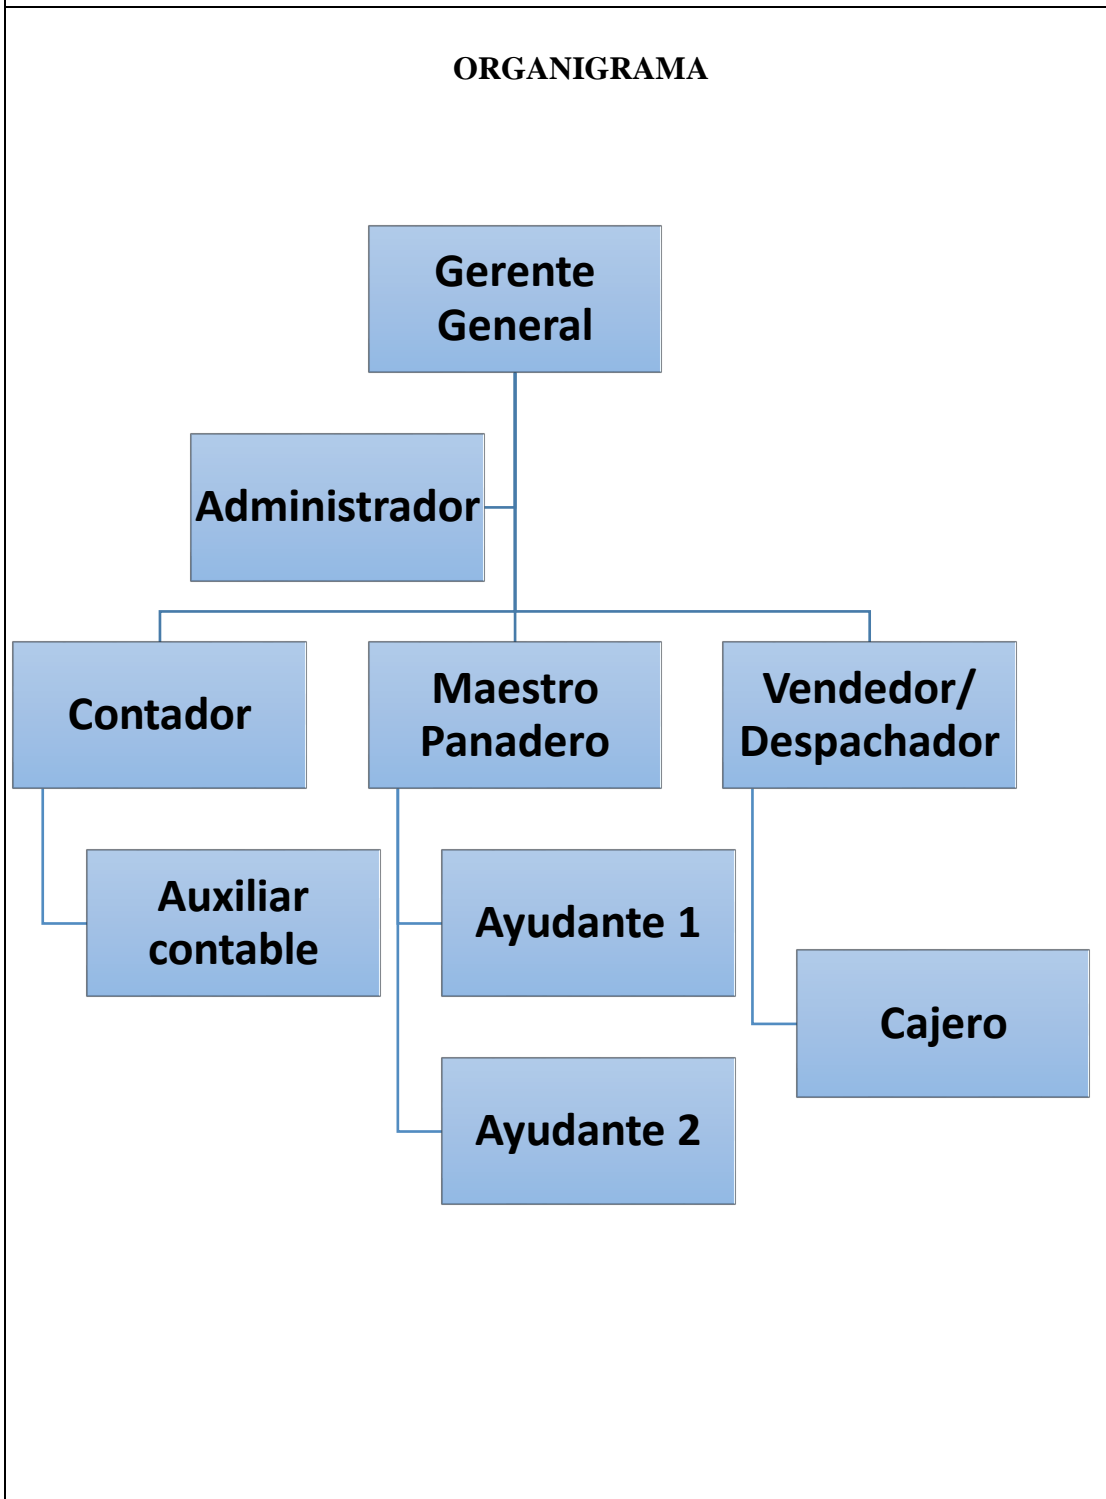 ORGANIGRAMA
Gerente
General
Administrador
Contador
Maestro
Panadero
Vendedor/
Despachador
Auxiliar
contable
Ayudante 1
Cajero
Ayudante 2